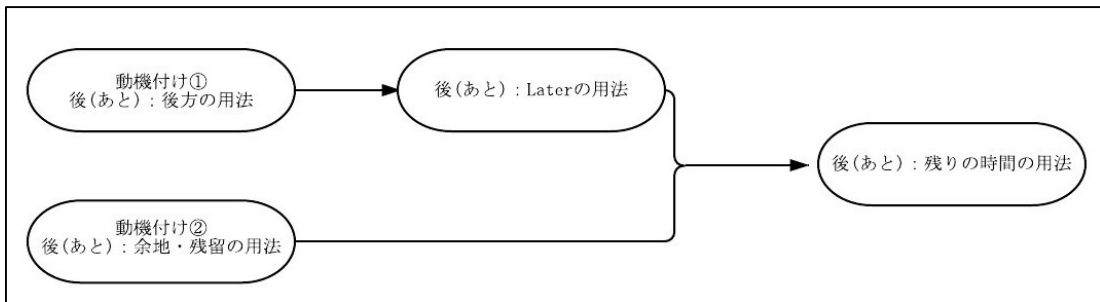 動機付け①
後(あと)：後方の用法
後(あと)：Laterの用法
後(あと)：残りの時間の用法
動機付け②
後(あと)：余地・残留の用法